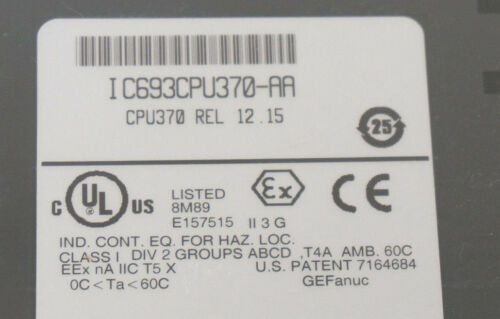 IC693CPU370-AA
CPU370 REL 12.15
25
C UL US
LISTED
8M89
E157515 II 3 G
Ex
CE
IND. CONT. EQ. FOR HAZ. LOC.
CLASS I DIV 2 GROUPS ABCD ,T4A AMB. 60C
EEx nA IIC T5 X U.S. PATENT 7164684
0C<Ta<60C GEFanuc